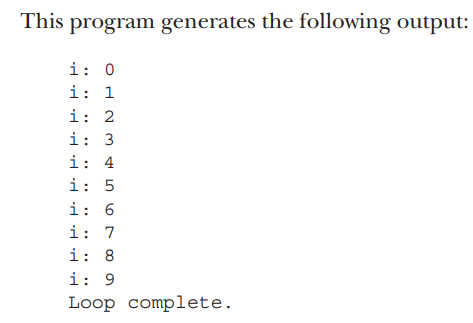 This program generates the following output:
i: 0
i: 1
i: 2
i: 3
i: 4
i: 5
i: 6
i: 7
i: 8
i: 9
Loop complete.